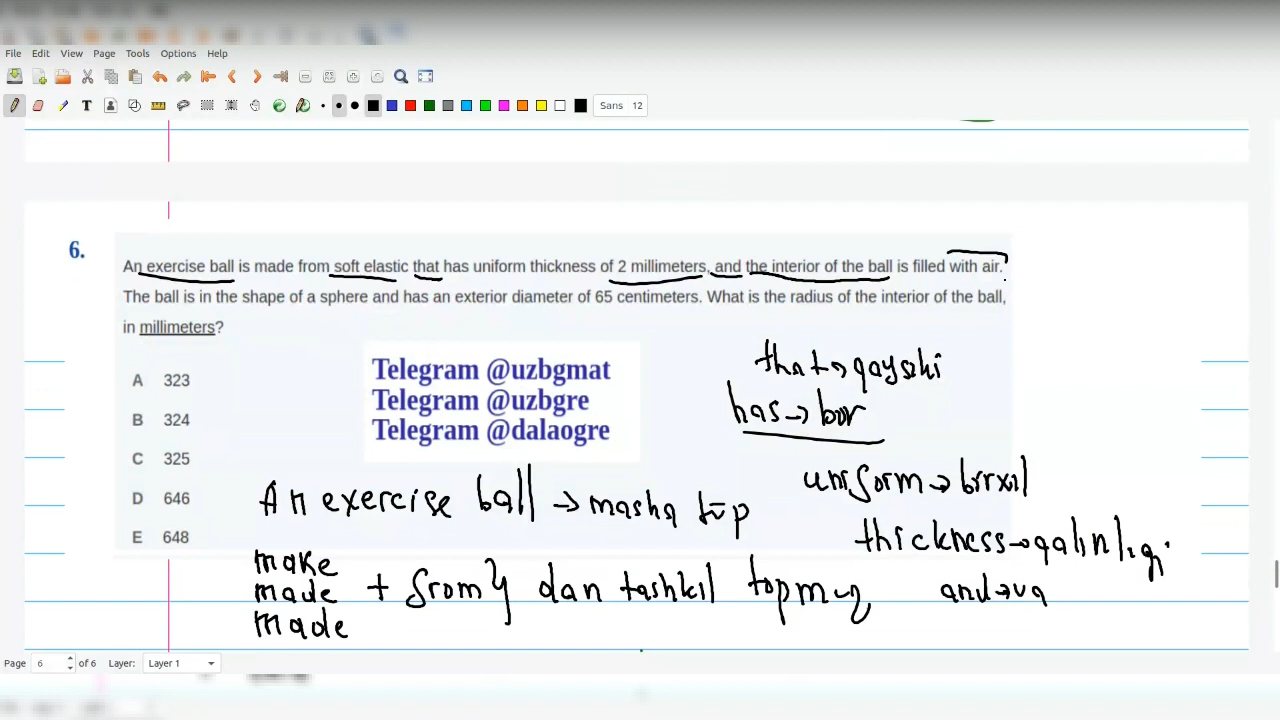 File Edit View Page Tools Options Help
Sans 12
6.
An exercise ball is made from soft elastic that has uniform thickness of 2 millimeters, and the interior of the ball is filled with air.
The ball is in the shape of a sphere and has an exterior diameter of 65 centimeters. What is the radius of the interior of the ball,
in millimeters?
A 323
B 324
C 325
D 646
E 648
Telegram @uzbgmat
Telegram @uzbgre
Telegram @dalaogre
that → qaysiki
has → bor
uniform → birxil
thickness → qalinligi
and → va
An exercise ball → mashq
make
made + from
made
dan tashkil topmoq
Page 6 of 6 Layer: Layer 1